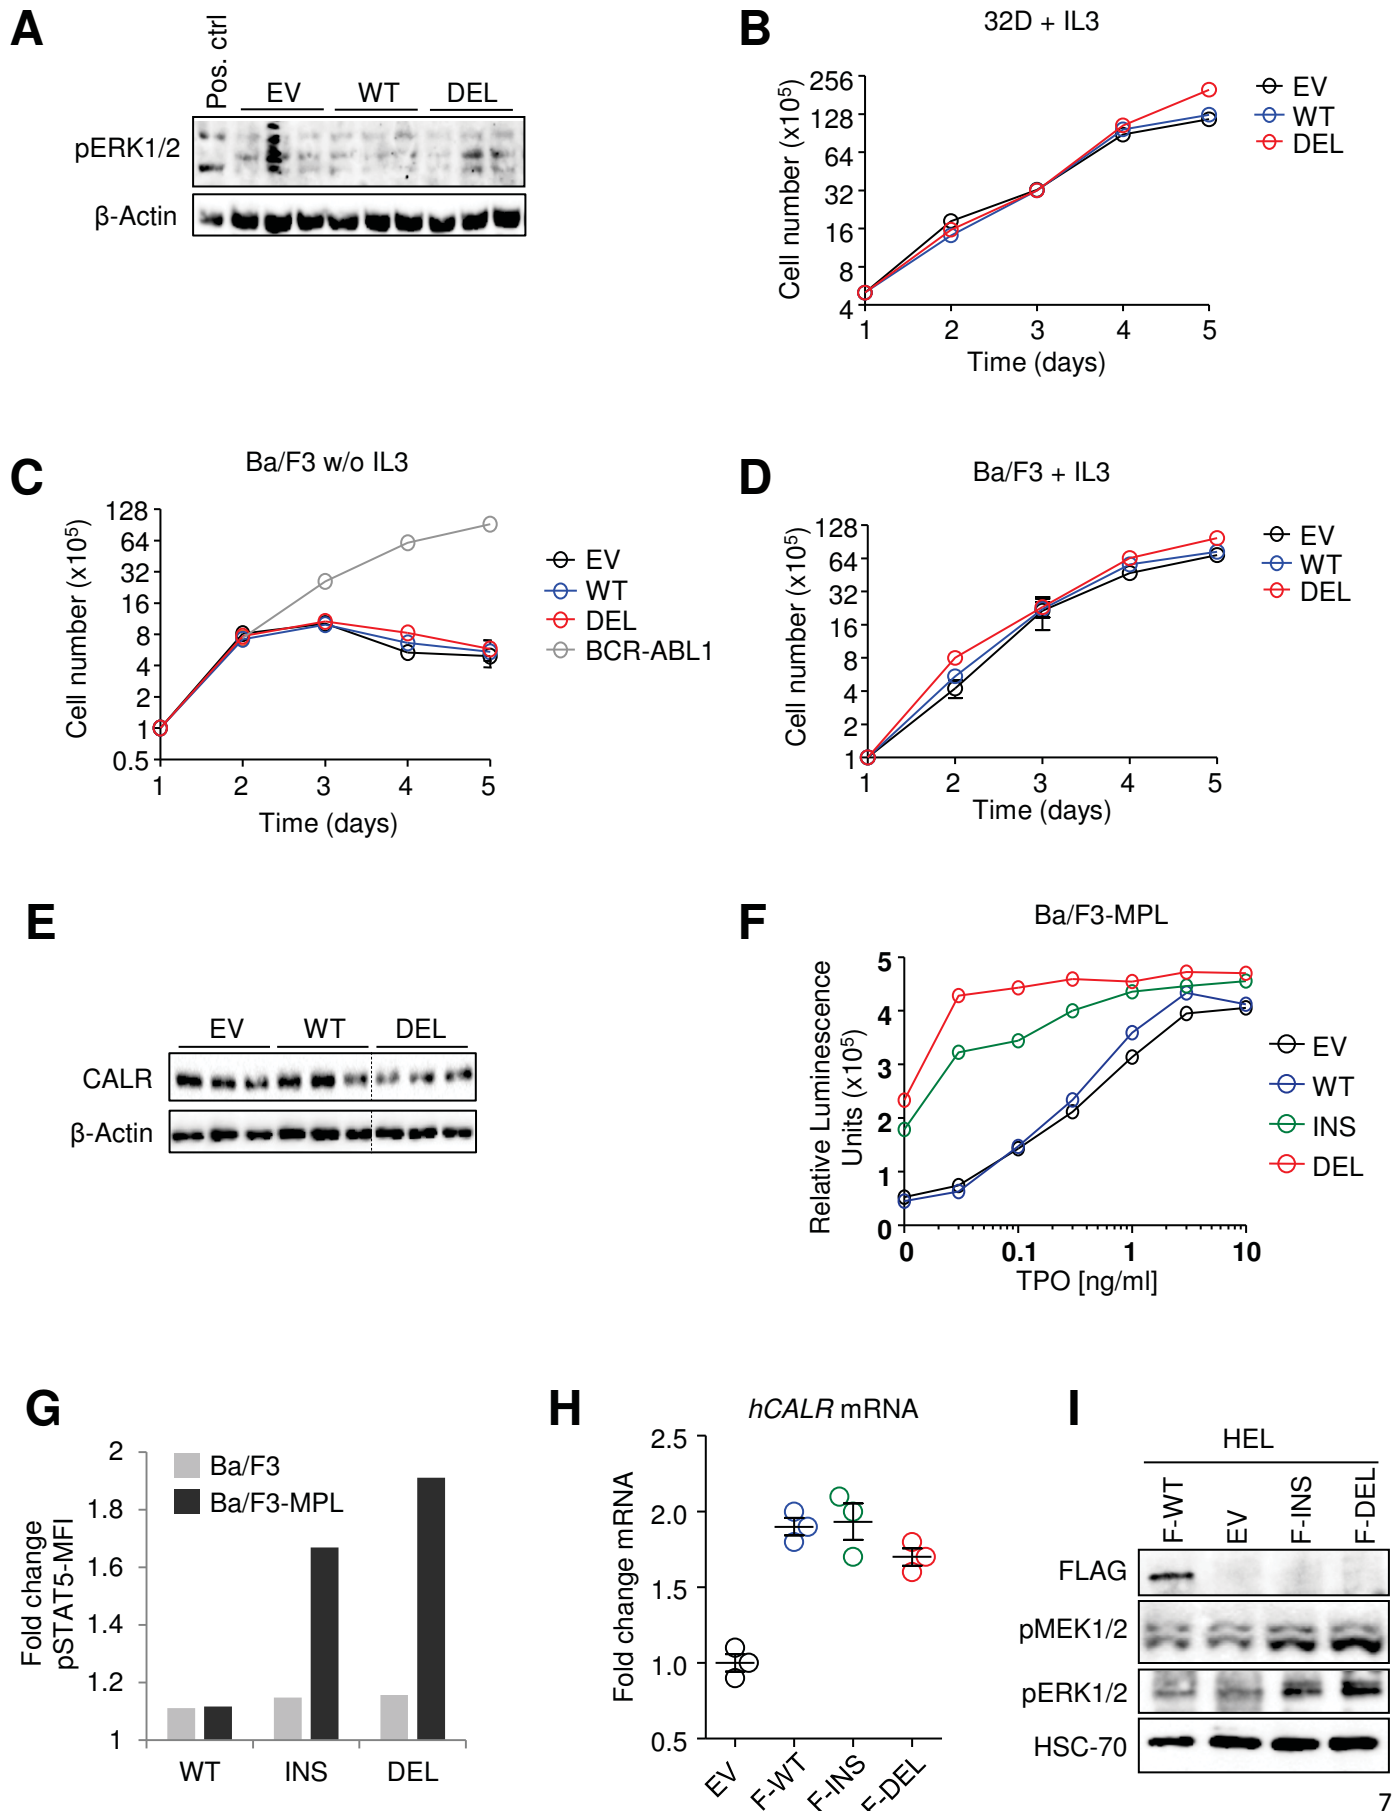 A
Pos. ctrl
EV WT DEL
pERK1/2
β-Actin
B
32D + IL3
Cell number (x10⁵)
256
128
64
32
16
8
4
1 2 3 4 5
Time (days)
EV
WT
DEL
C
Ba/F3 w/o IL3
Cell number (x10⁵)
128
64
32
16
8
4
2
1
0.5
1 2 3 4 5
Time (days)
EV
WT
DEL
BCR-ABL1
D
Ba/F3 + IL3
Cell number (x10⁵)
128
64
32
16
8
4
2
1
1 2 3 4 5
Time (days)
EV
WT
DEL
E
EV WT DEL
CALR
β-Actin
F
Ba/F3-MPL
Relative Luminescence
Units (x10⁵)
5
4
3
2
1
0
0 0.1 1 10
TPO [ng/ml]
EV
WT
INS
DEL
G
Fold change
pSTAT5-MFI
2
1.8
1.6
1.4
1.2
1
Ba/F3
Ba/F3-MPL
WT INS DEL
H
hCALR mRNA
Fold change mRNA
2.5
2.0
1.5
1.0
0.5
EV F-WT F-INS F-DEL
I
HEL
F-WT EV F-INS F-DEL
FLAG
pMEK1/2
pERK1/2
HSC-70
7